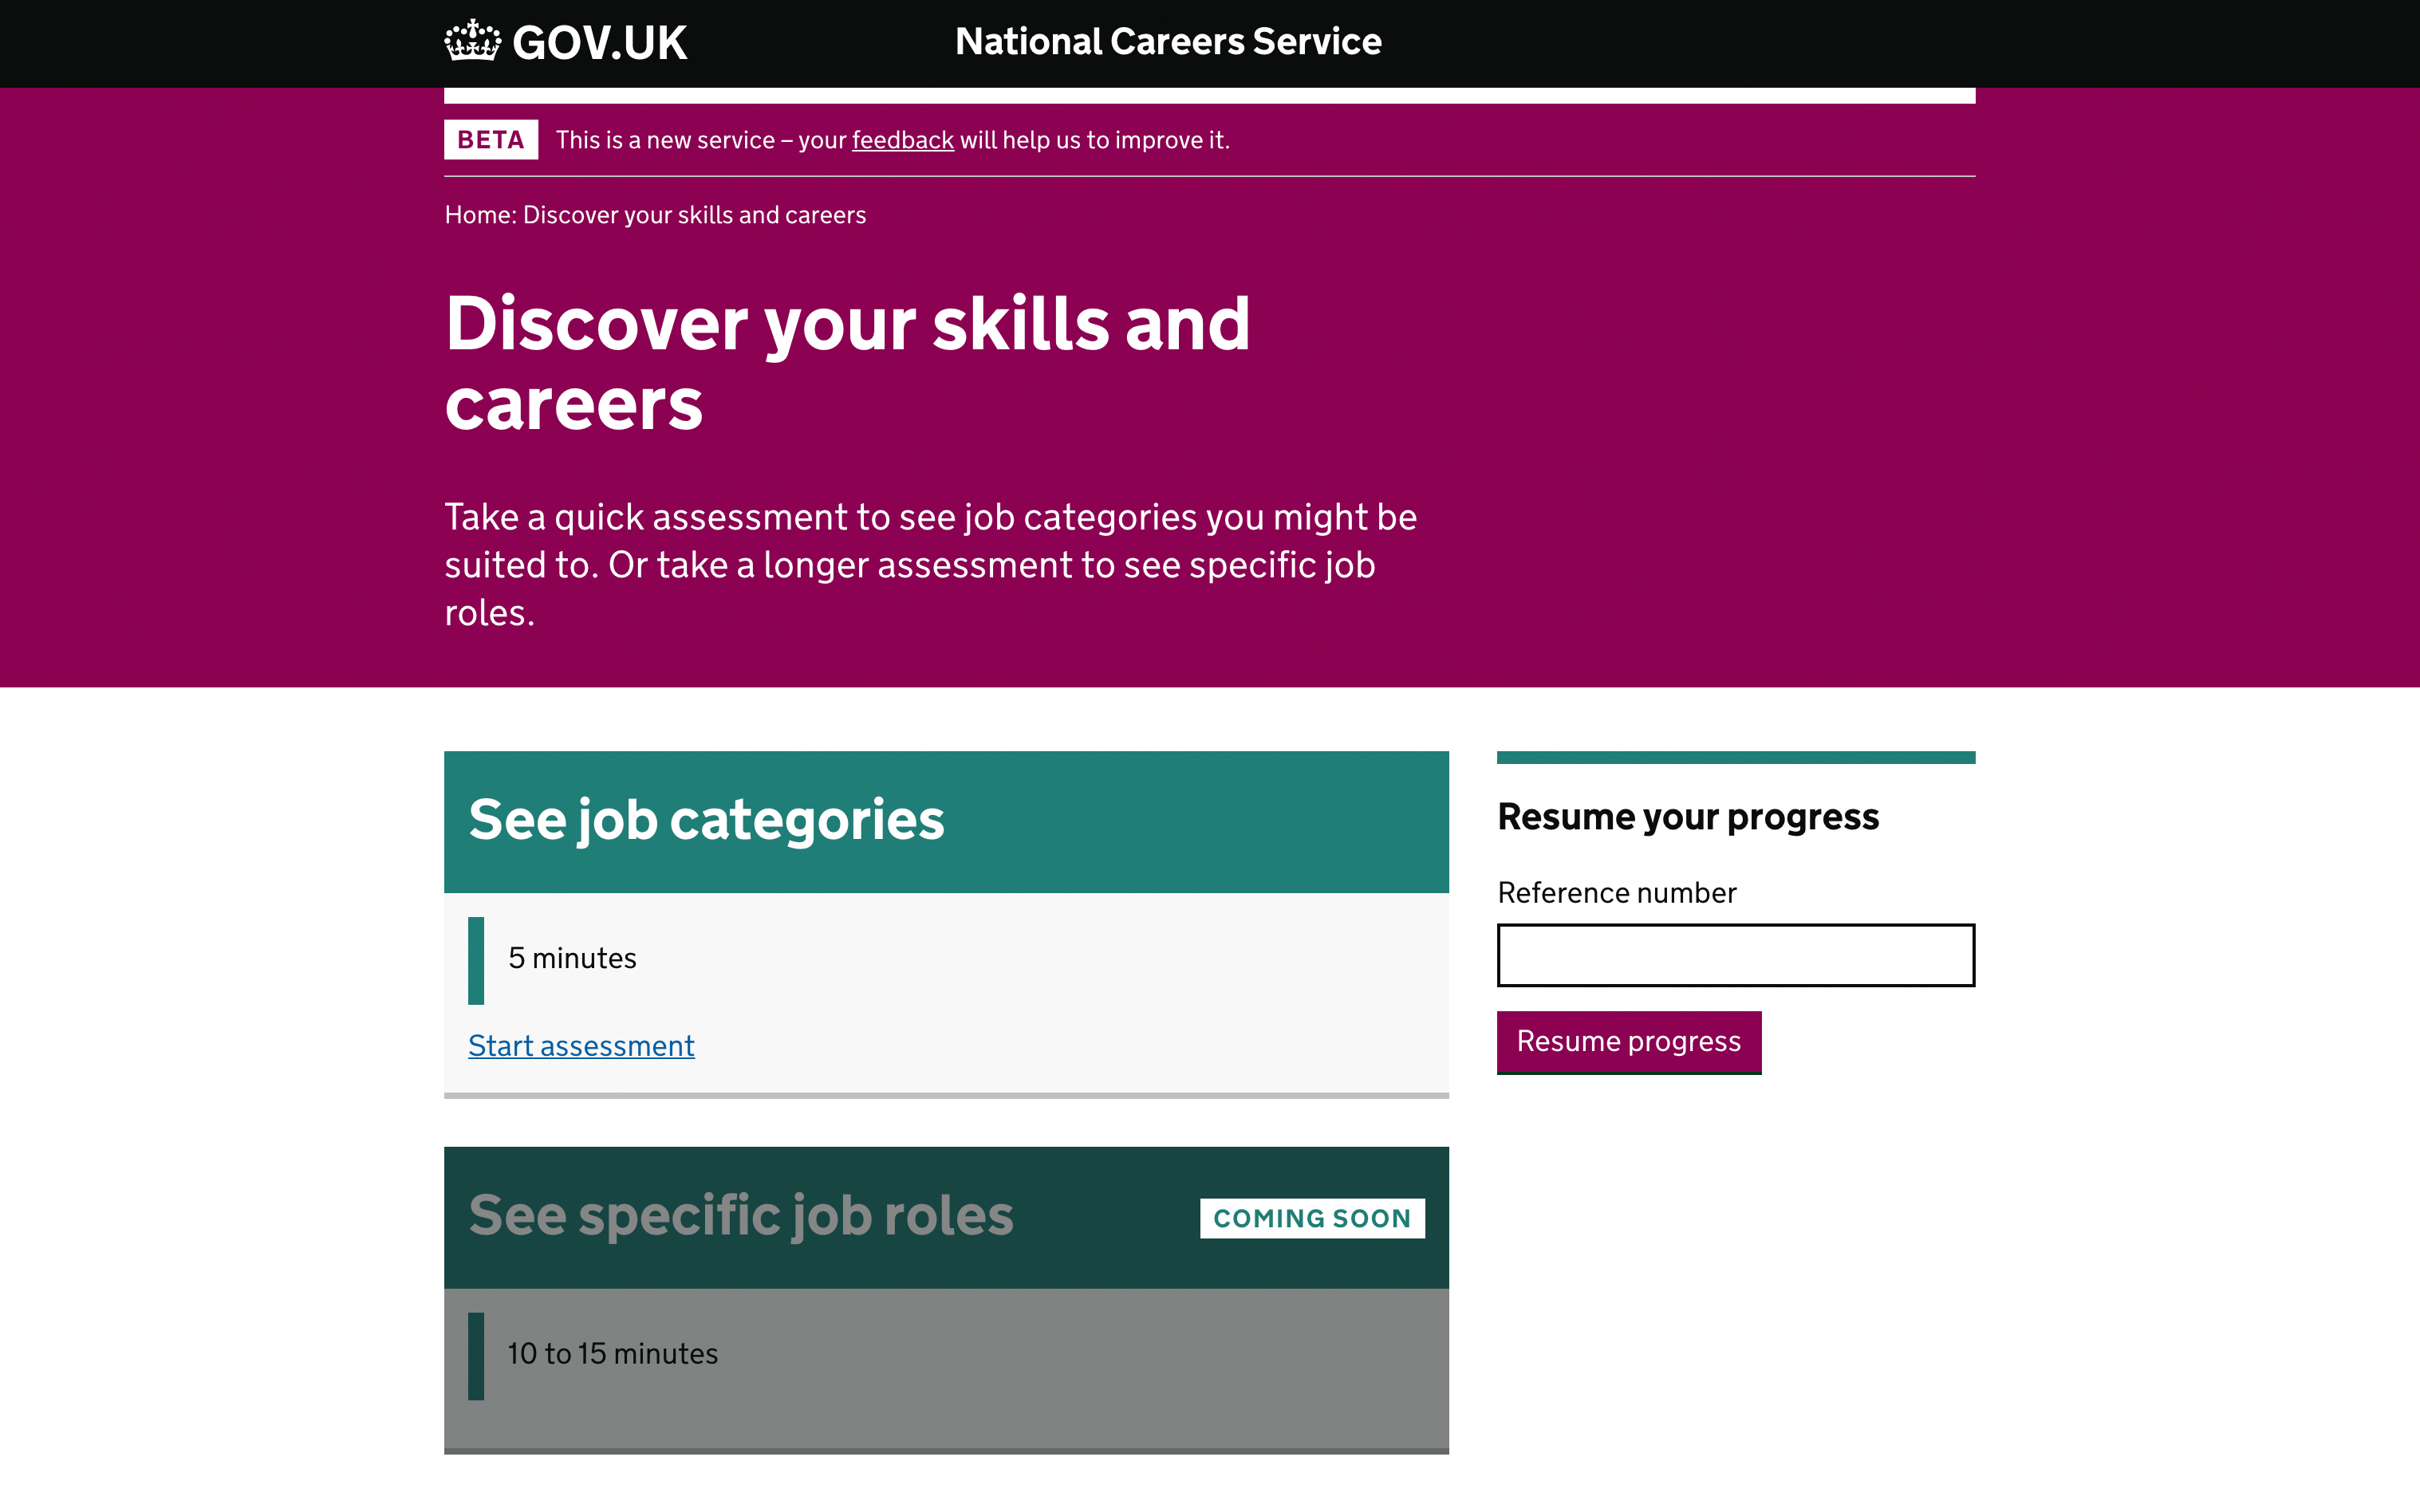 GOV.UK
National Careers Service
BETA
This is a new service – your feedback will help us to improve it.
Home: Discover your skills and careers
Discover your skills and
careers
Take a quick assessment to see job categories you might be
suited to. Or take a longer assessment to see specific job
roles.
See job categories
5 minutes
Start assessment
See specific job roles
COMING SOON
10 to 15 minutes
Resume your progress
Reference number
Resume progress